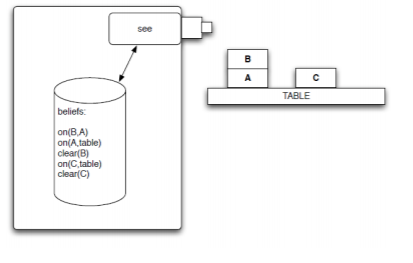 see
beliefs:
on(B,A)
on(A,table)
clear(B)
on(C,table)
clear(C)
B
A
C
TABLE